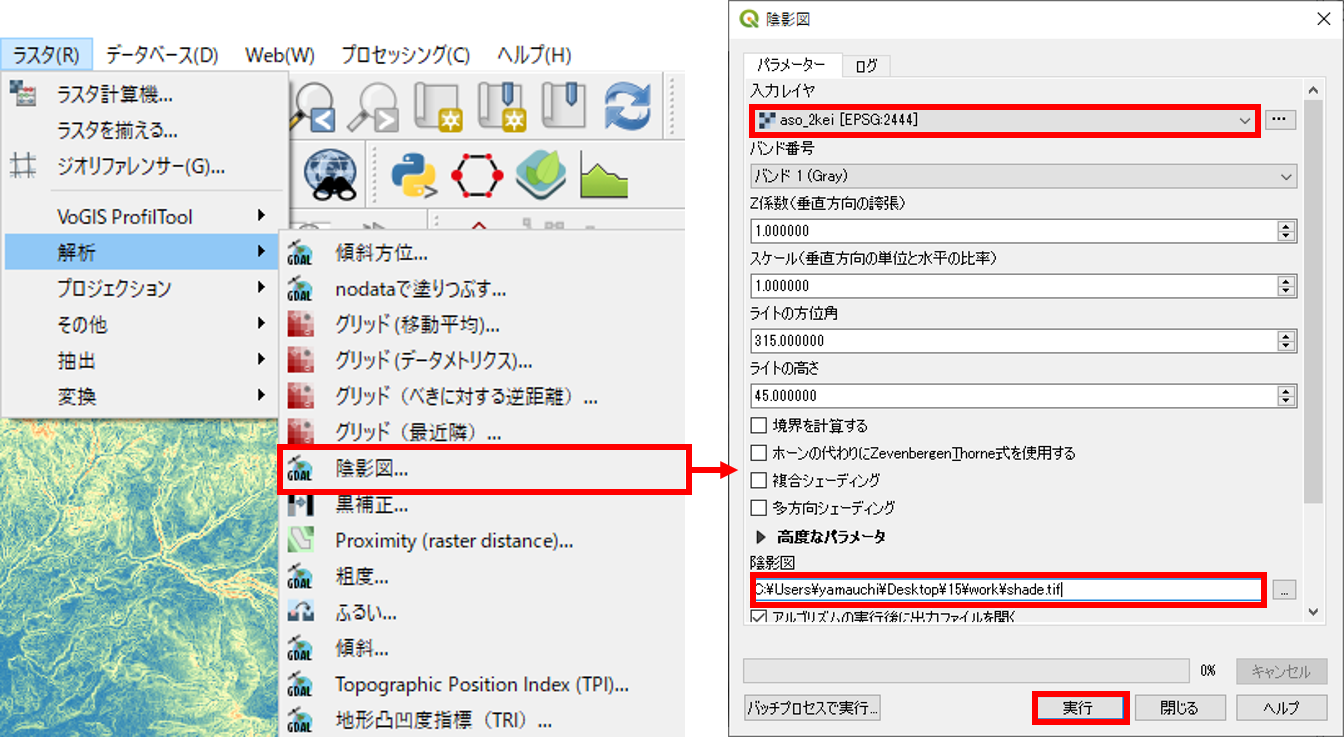 ラスタ(R) データベース(D) Web(W) プロセッシング(C) ヘルプ(H)
ラスタ計算機...
ラスタを揃える...
ジオリファレンサー(G)...
VoGIS ProfilTool
解析
プロジェクション
その他
抽出
変換
傾斜方位...
nodataで塗りつぶす...
グリッド(移動平均)...
グリッド(データメトリクス)...
グリッド（べきに対する逆距離）...
グリッド（最近隣）...
陰影図...
黒補正...
Proximity (raster distance)...
粗度...
ふるい...
傾斜...
Topographic Position Index (TPI)...
地形凸凹度指標（TRI）...
GDAL
GDAL
GDAL
GDAL
GDAL
GDAL
GDAL
陰影図
パラメーター ログ
入力レイヤ
aso_2kei [EPSG:2444] ...
バンド番号
バンド 1 (Gray)
Z係数(垂直方向の誇張)
1.000000
スケール(垂直方向の単位と水平の比率)
1.000000
ライトの方位角
315.000000
ライトの高さ
45.000000
境界を計算する
ホーンの代わりにZevenbergenThorne式を使用する
複合シェーディング
多方向シェーディング
高度なパラメータ
陰影図
C:¥Users¥yamauchi¥Desktop¥15¥work¥shade.tif ...
アルゴリズムの実行後に出力ファイルを開く
0% キャンセル
バッチプロセスで実行... 実行 閉じる ヘルプ